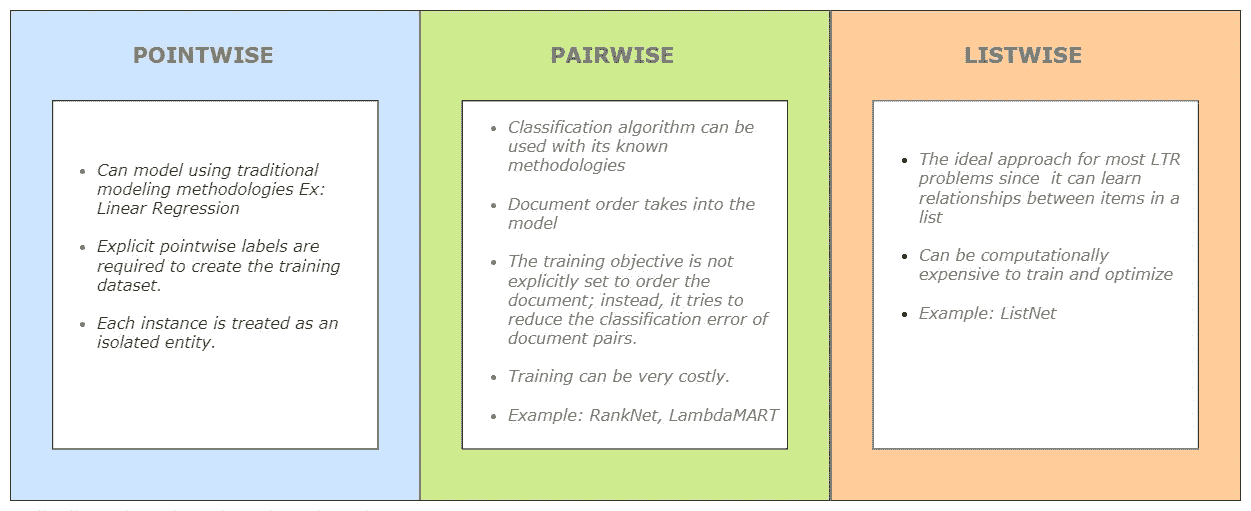 POINTWISE
• Can model using traditional
modeling methodologies Ex:
Linear Regression
• Explicit pointwise labels are
required to create the training
dataset.
• Each instance is treated as an
isolated entity.
PAIRWISE
• Classification algorithm can be
used with its known
methodologies
• Document order takes into the
model
• The training objective is not
explicitly set to order the
document; instead, it tries to
reduce the classification error of
document pairs.
• Training can be very costly.
• Example: RankNet, LambdaMART
LISTWISE
• The ideal approach for most LTR
problems since  it can learn
relationships between items in a
list
• Can be computationally
expensive to train and optimize
• Example: ListNet